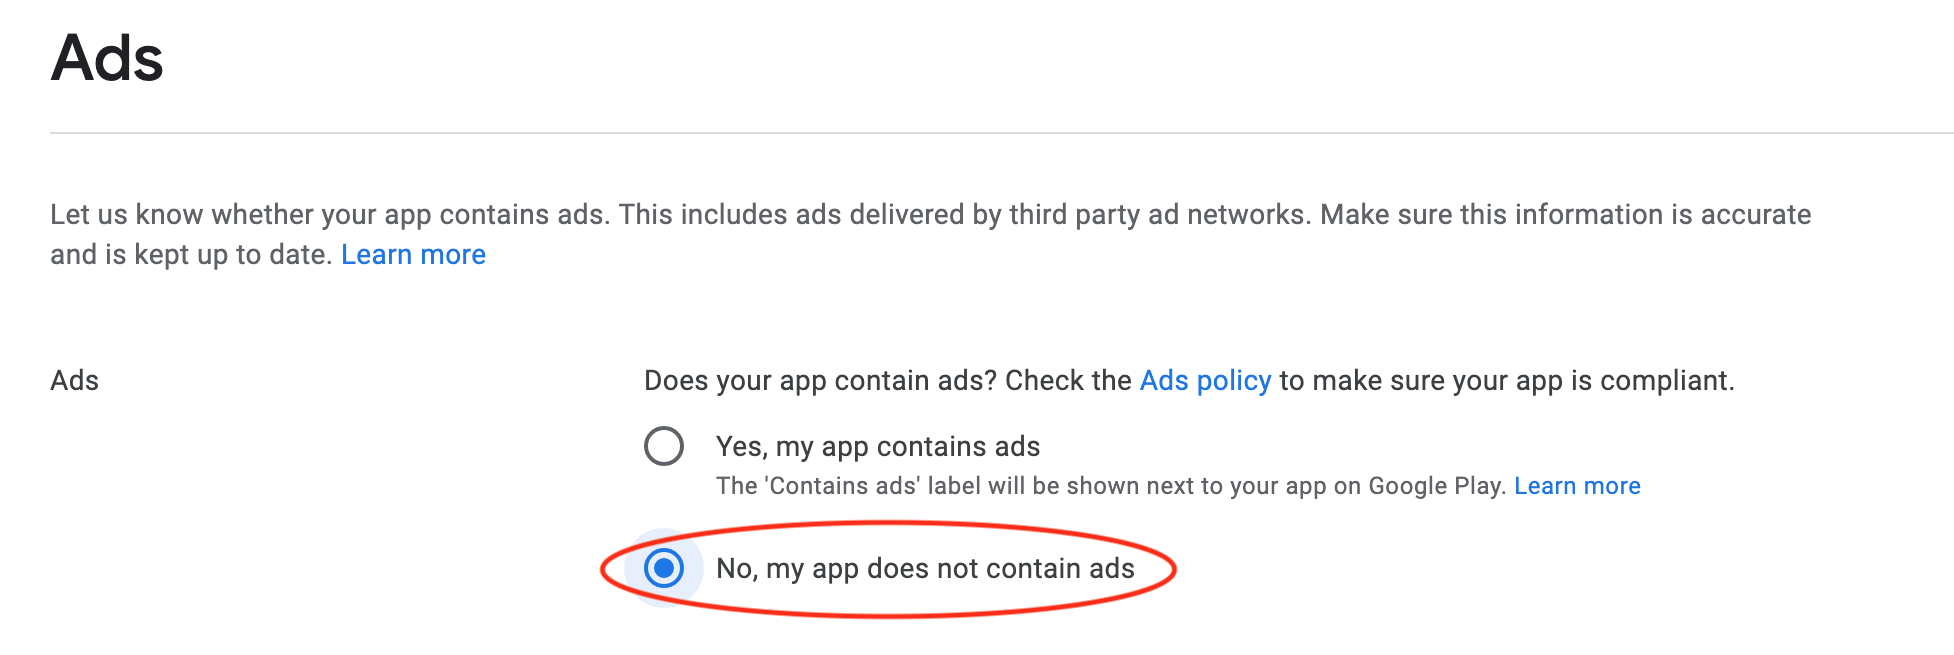 Ads
Let us know whether your app contains ads. This includes ads delivered by third party ad networks. Make sure this information is accurate
and is kept up to date. Learn more
Ads
Does your app contain ads? Check the Ads policy to make sure your app is compliant.
Yes, my app contains ads
The 'Contains ads' label will be shown next to your app on Google Play. Learn more
No, my app does not contain ads